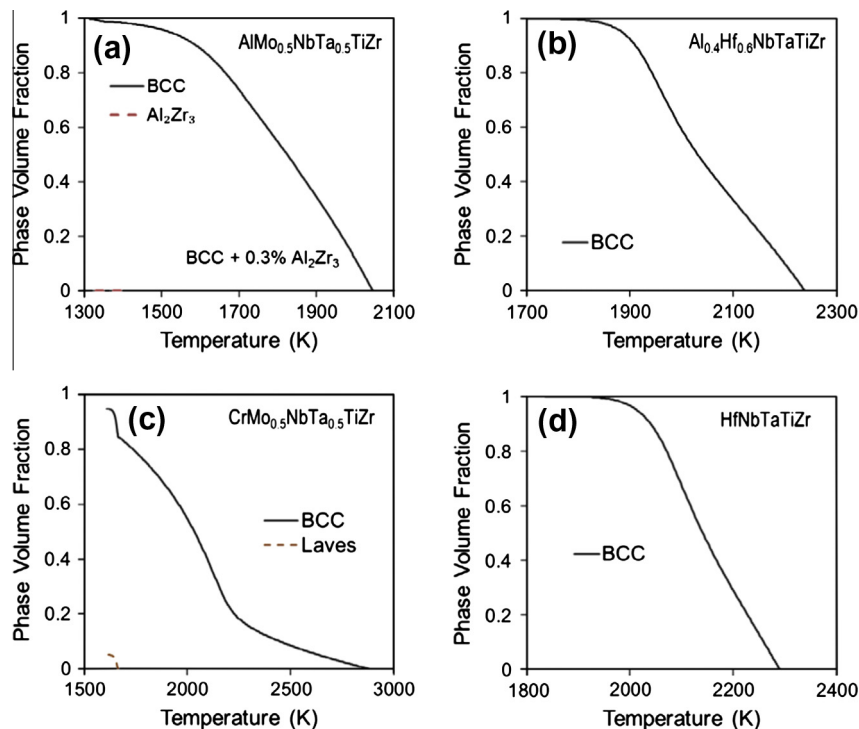 (a)
AlMo₀.₅NbTa₀.₅TiZr
BCC
Al₂Zr₃
BCC + 0.3% Al₂Zr₃
Phase Volume Fraction
1
0.8
0.6
0.4
0.2
0
1300 1500 1700 1900 2100
Temperature (K)
(b)
Al₀.₄Hf₀.₆NbTaTiZr
BCC
Phase Volume Fraction
1
0.8
0.6
0.4
0.2
0
1700 1900 2100 2300
Temperature (K)
(c)
CrMo₀.₅NbTa₀.₅TiZr
BCC
Laves
Phase Volume Fraction
1
0.8
0.6
0.4
0.2
0
1500 2000 2500 3000
Temperature (K)
(d)
HfNbTaTiZr
BCC
Phase Volume Fraction
1
0.8
0.6
0.4
0.2
0
1800 2000 2200 2400
Temperature (K)